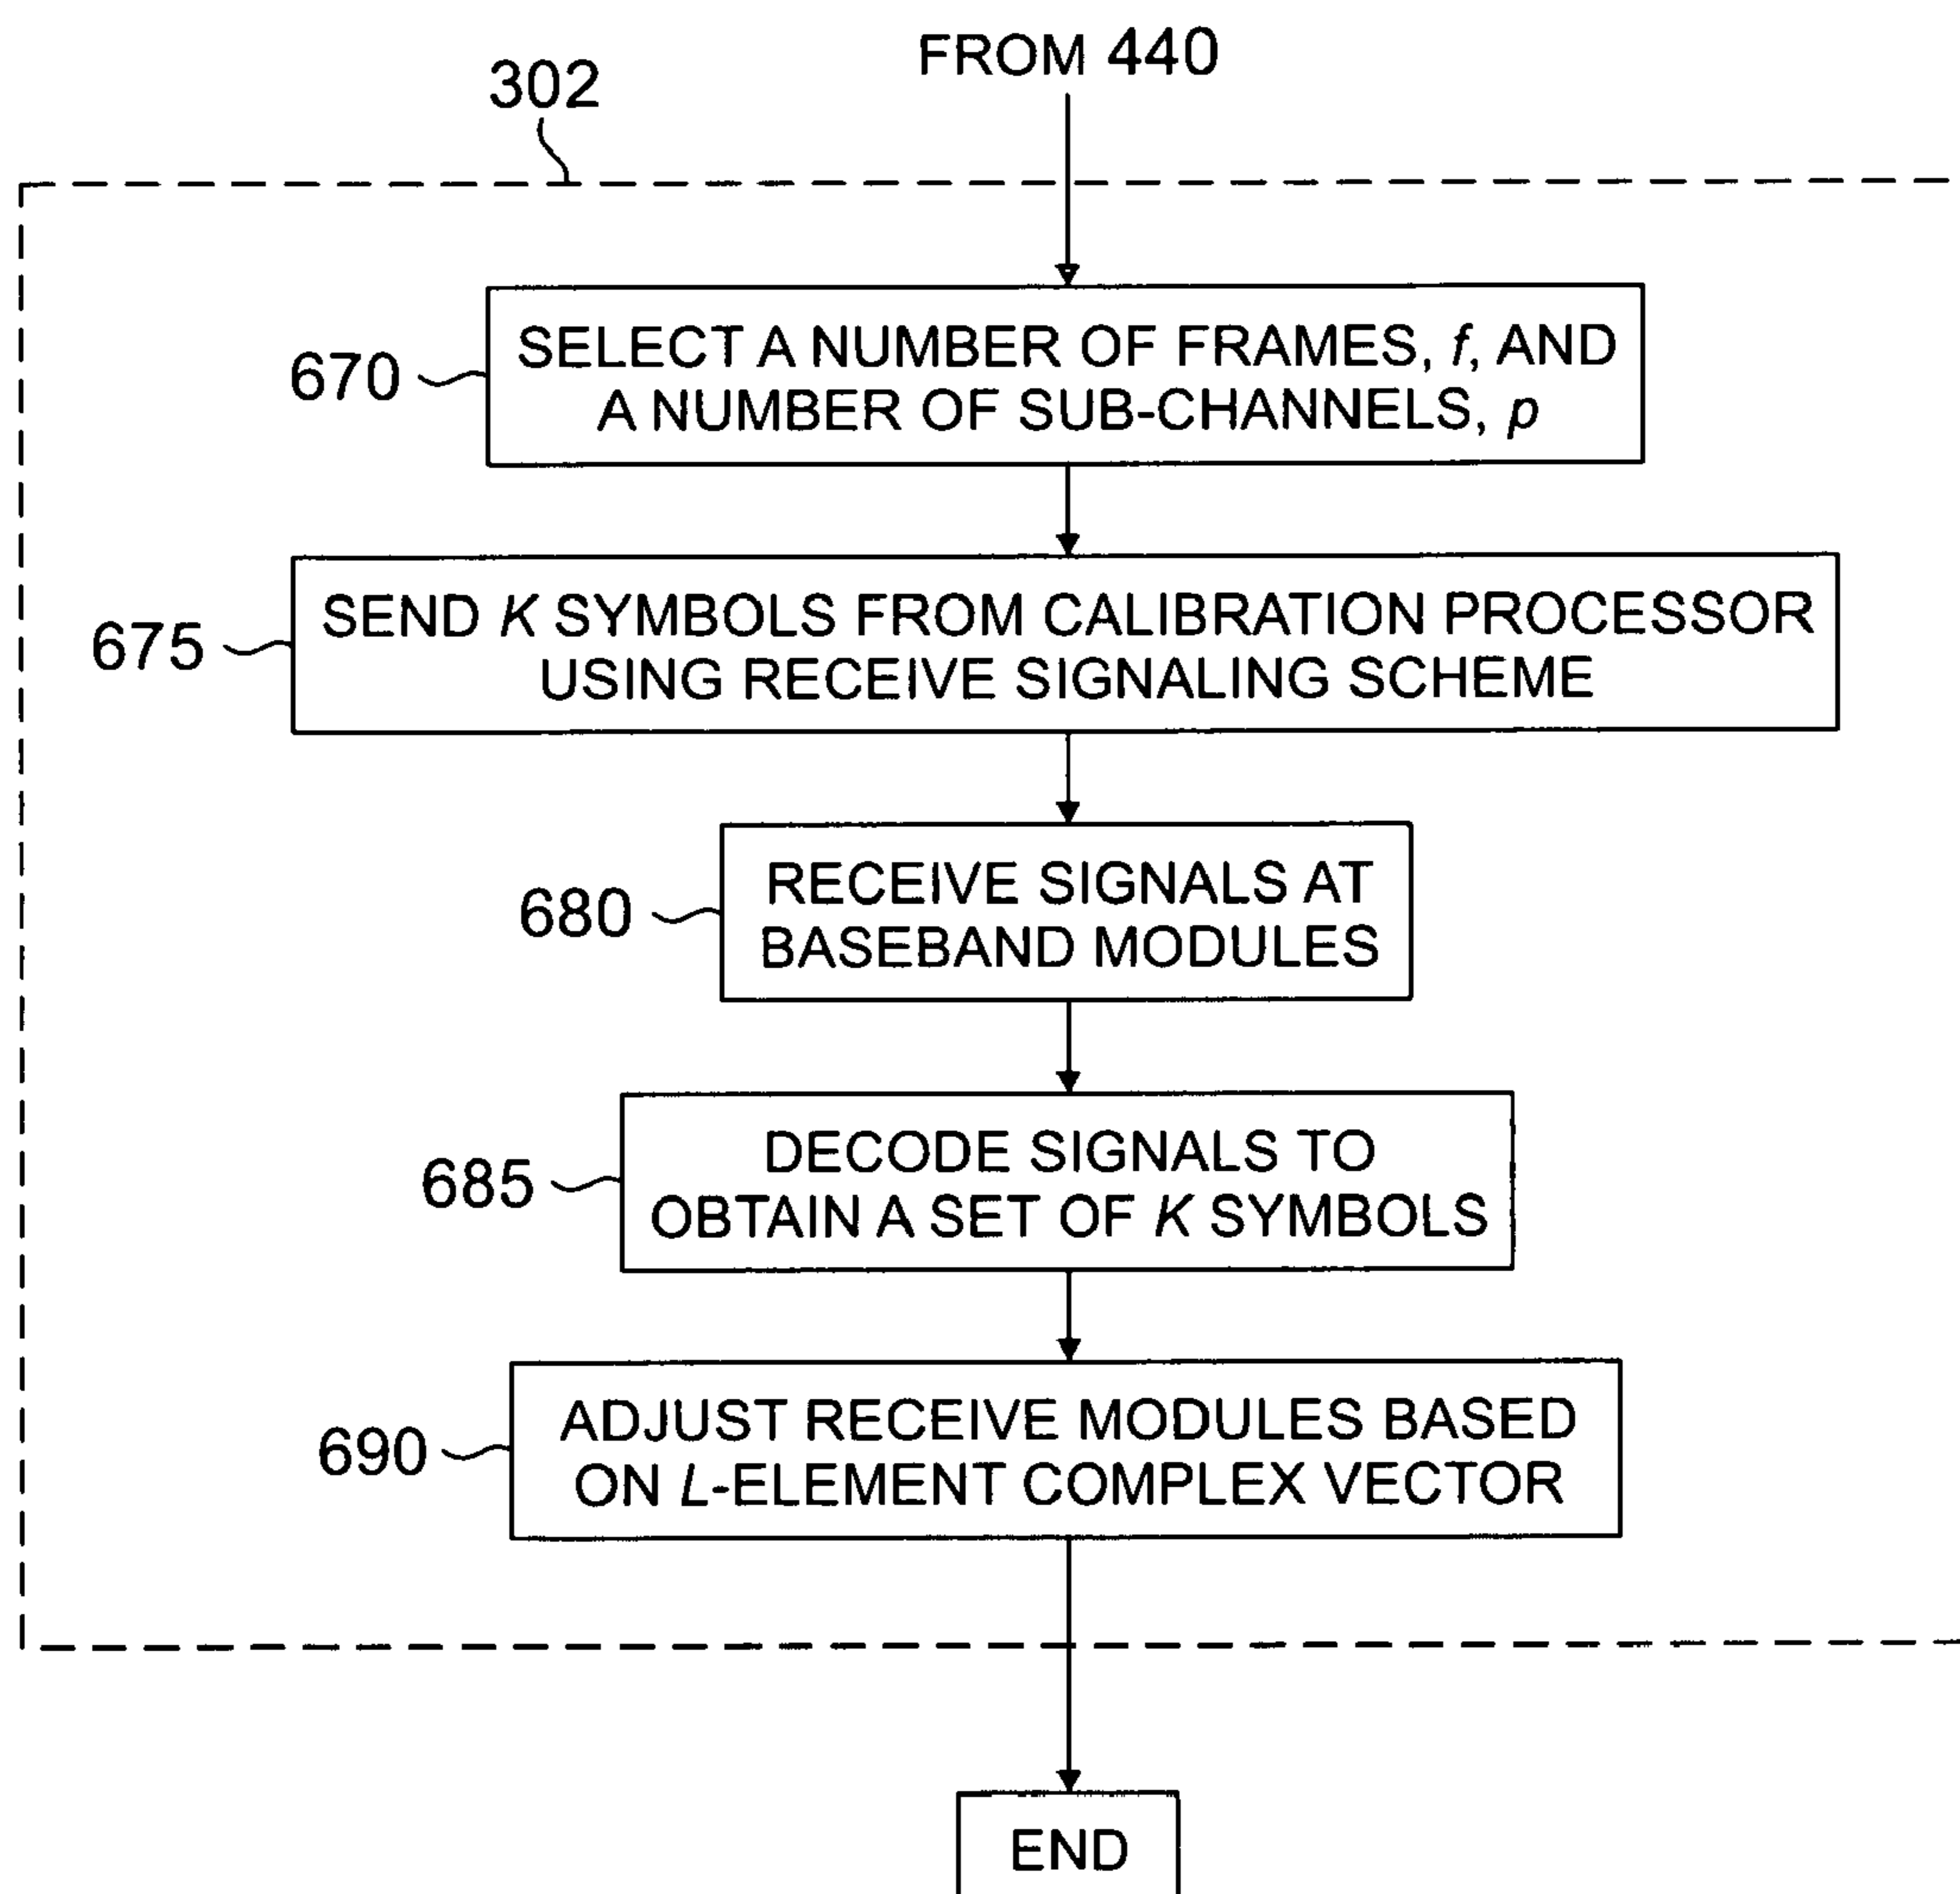 FROM 440
302
670
SELECT A NUMBER OF FRAMES, f, AND
A NUMBER OF SUB-CHANNELS, p
675
SEND K SYMBOLS FROM CALIBRATION PROCESSOR
USING RECEIVE SIGNALING SCHEME
680
RECEIVE SIGNALS AT
BASEBAND MODULES
685
DECODE SIGNALS TO
OBTAIN A SET OF K SYMBOLS
690
ADJUST RECEIVE MODULES BASED
ON L-ELEMENT COMPLEX VECTOR
END